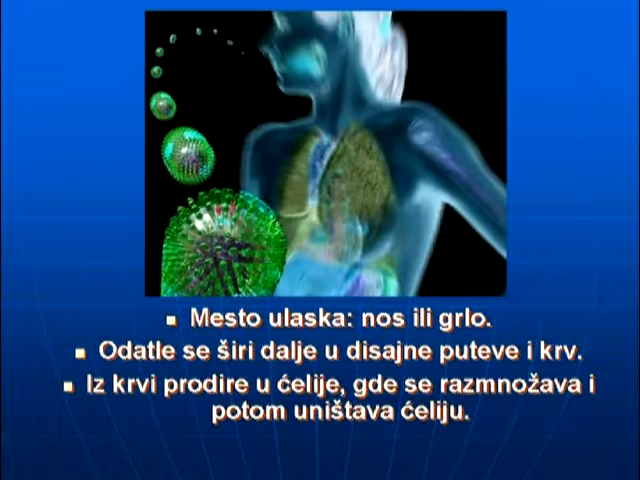 Mesto ulaska: nos ili grlo.
Odatle se širi dalje u disajne puteve i krv.
Iz krvi prodire u ćelije, gde se razmnožava i
potom uništava ćeliju.